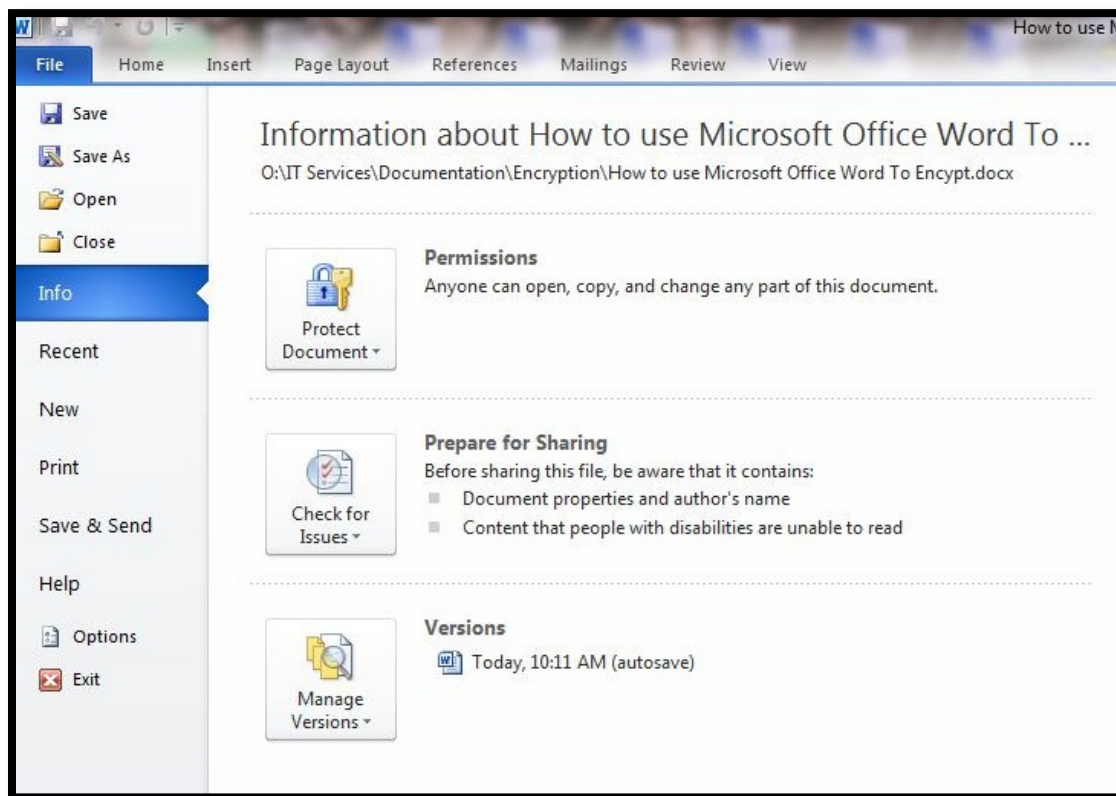 W
How to use M
File Home Insert Page Layout References Mailings Review View
Save
Save As
Open
Close
Info
Recent
New
Print
Save & Send
Help
Options
Exit
Information about How to use Microsoft Office Word To ...
O:\IT Services\Documentation\Encryption\How to use Microsoft Office Word To Encypt.docx
Protect
Document
Permissions
Anyone can open, copy, and change any part of this document.
Check for
Issues
Prepare for Sharing
Before sharing this file, be aware that it contains:
Document properties and author's name
Content that people with disabilities are unable to read
Manage
Versions
Versions
Today, 10:11 AM (autosave)